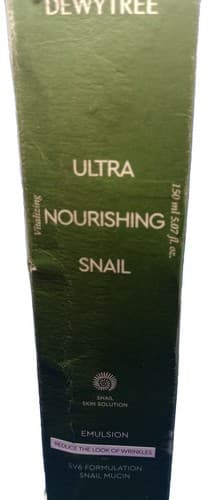 DEWYTREE
ULTRA
NOURISHING
SNAIL
Vitalizing
150 ml 5.07 fl. oz.
SNAIL
SKIN SOLUTION
EMULSION
REDUCE THE LOOK OF WRINKLES
SV6 FORMULATION
SNAIL MUCIN